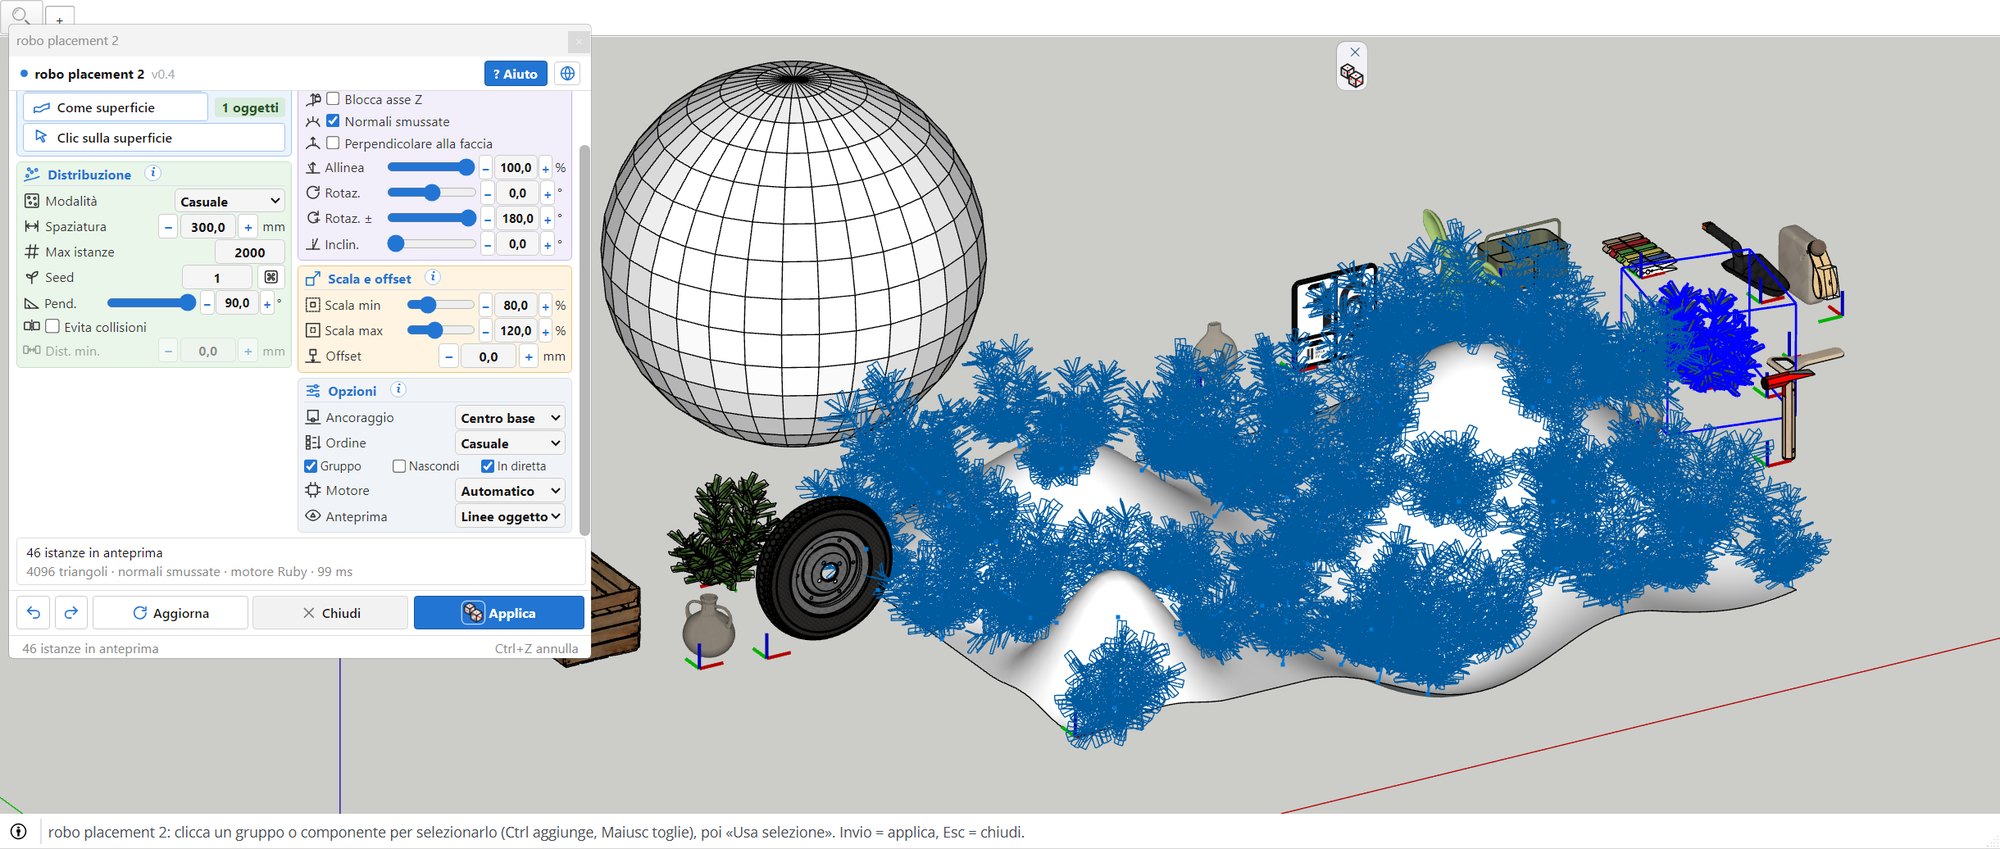 robo placement 2
robo placement 2 v0.4
? Aiuto
Come superficie
1 oggetti
Clic sulla superficie
Distribuzione
Modalità Casuale
Spaziatura 300,0 mm
Max istanze 2000
Seed 1
Pend. 90,0 °
Evita collisioni
Dist. min. 0,0 mm
Blocca asse Z
Normali smussate
Perpendicolare alla faccia
Allinea 100,0 %
Rotaz. 0,0 °
Rotaz. ± 180,0 °
Inclin. 0,0 °
Scala e offset
Scala min 80,0 %
Scala max 120,0 %
Offset 0,0 mm
Opzioni
Ancoraggio Centro base
Ordine Casuale
Gruppo Nascondi In diretta
Motore Automatico
Anteprima Linee oggetto
46 istanze in anteprima
4096 triangoli · normali smussate · motore Ruby · 99 ms
Aggiorna
Chiudi
Applica
46 istanze in anteprima
Ctrl+Z annulla
robo placement 2: clicca un gruppo o componente per selezionarlo (Ctrl aggiunge, Maiusc toglie), poi «Usa selezione». Invio = applica, Esc = chiudi.